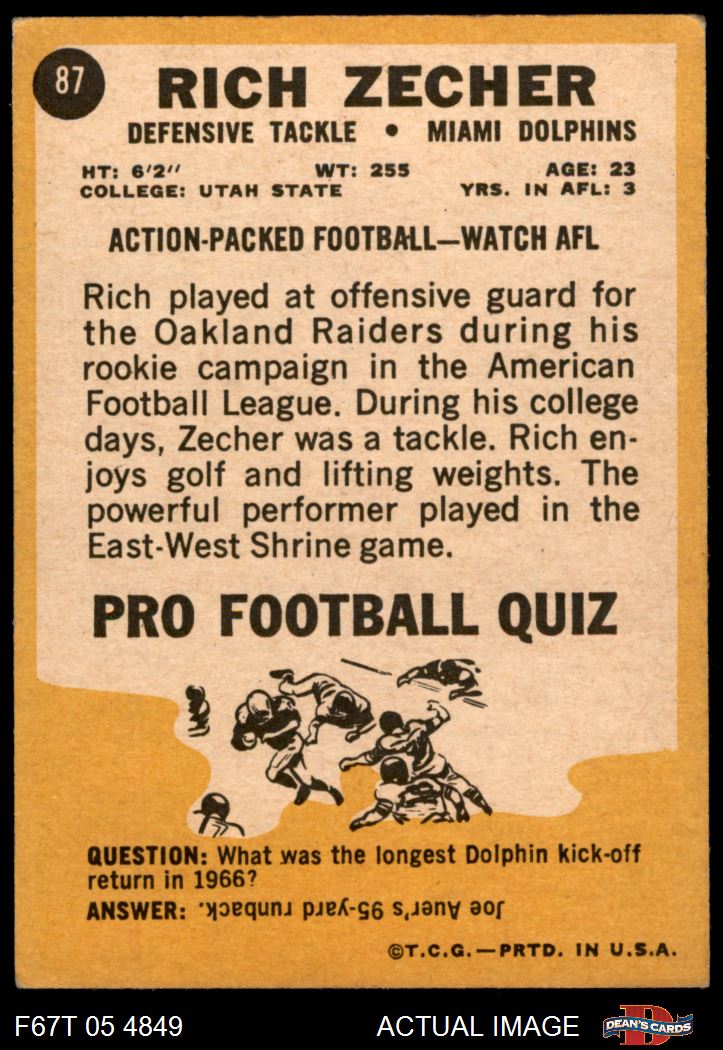 87
RICH ZECHER
DEFENSIVE TACKLE • MIAMI DOLPHINS
HT: 6'2" WT: 255 AGE: 23
COLLEGE: UTAH STATE YRS. IN AFL: 3
ACTION-PACKED FOOTBALL—WATCH AFL
Rich played at offensive guard for
the Oakland Raiders during his
rookie campaign in the American
Football League. During his college
days, Zecher was a tackle. Rich en-
joys golf and lifting weights. The
powerful performer played in the
East-West Shrine game.
PRO FOOTBALL QUIZ
QUESTION: What was the longest Dolphin kick-off
return in 1966?
ANSWER: Joe Auer's 95-yard runback.
©T.C.G.—PRTD. IN U.S.A.
F67T 05 4849 ACTUAL IMAGE D DEAN'S CARDS